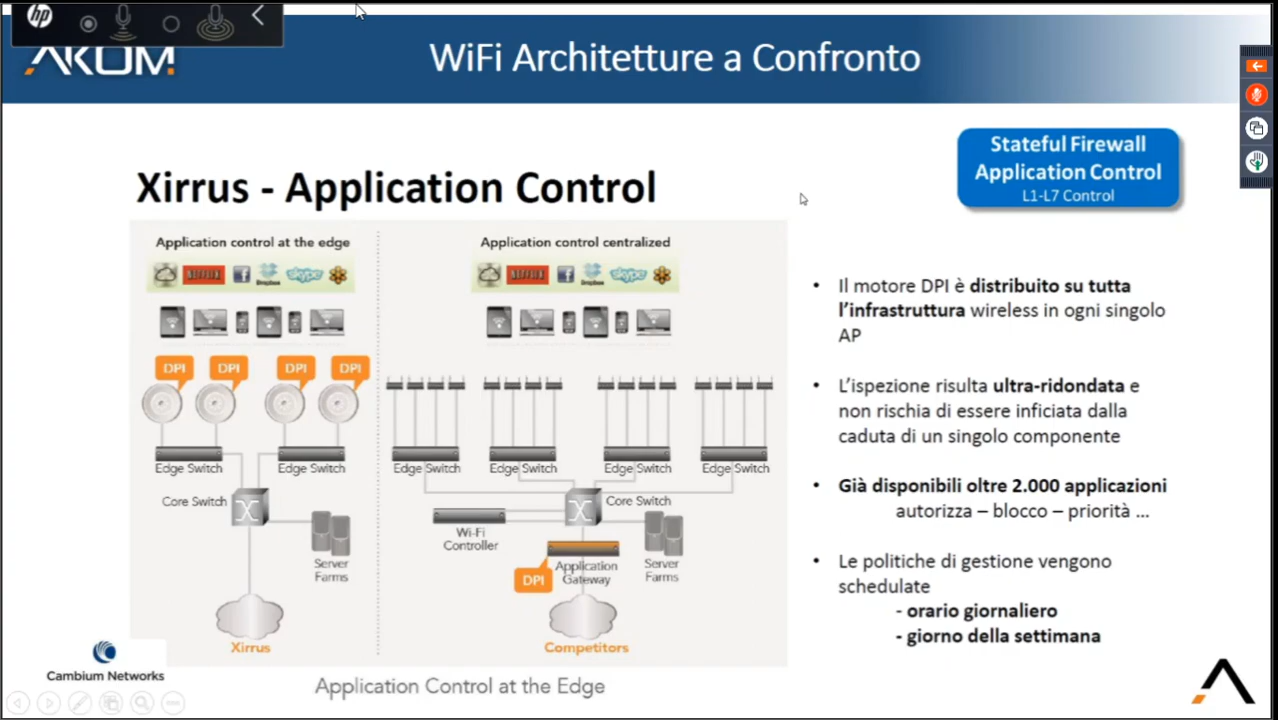 hp
AKOM!
WiFi Architetture a Confronto
Stateful Firewall
Application Control
L1-L7 Control
Xirrus - Application Control
Application control at the edge
NETFLIX
f
Dropbox
skype
DPI
DPI
DPI
DPI
Edge Switch
Edge Switch
Core Switch
Server
Farms
Xirrus
Application control centralized
NETFLIX
f
Dropbox
skype
Edge Switch
Edge Switch
Edge Switch
Edge Switch
Core Switch
Wi-Fi
Controller
DPI
Application
Gateway
Server
Farms
Competitors
Application Control at the Edge
• Il motore DPI è distribuito su tutta
l’infrastruttura wireless in ogni singolo
AP
• L’ispezione risulta ultra-ridondata e
non rischia di essere inficiata dalla
caduta di un singolo componente
• Già disponibili oltre 2.000 applicazioni
autorizza – blocco – priorità ...
• Le politiche di gestione vengono
schedulate
- orario giornaliero
- giorno della settimana
Cambium Networks